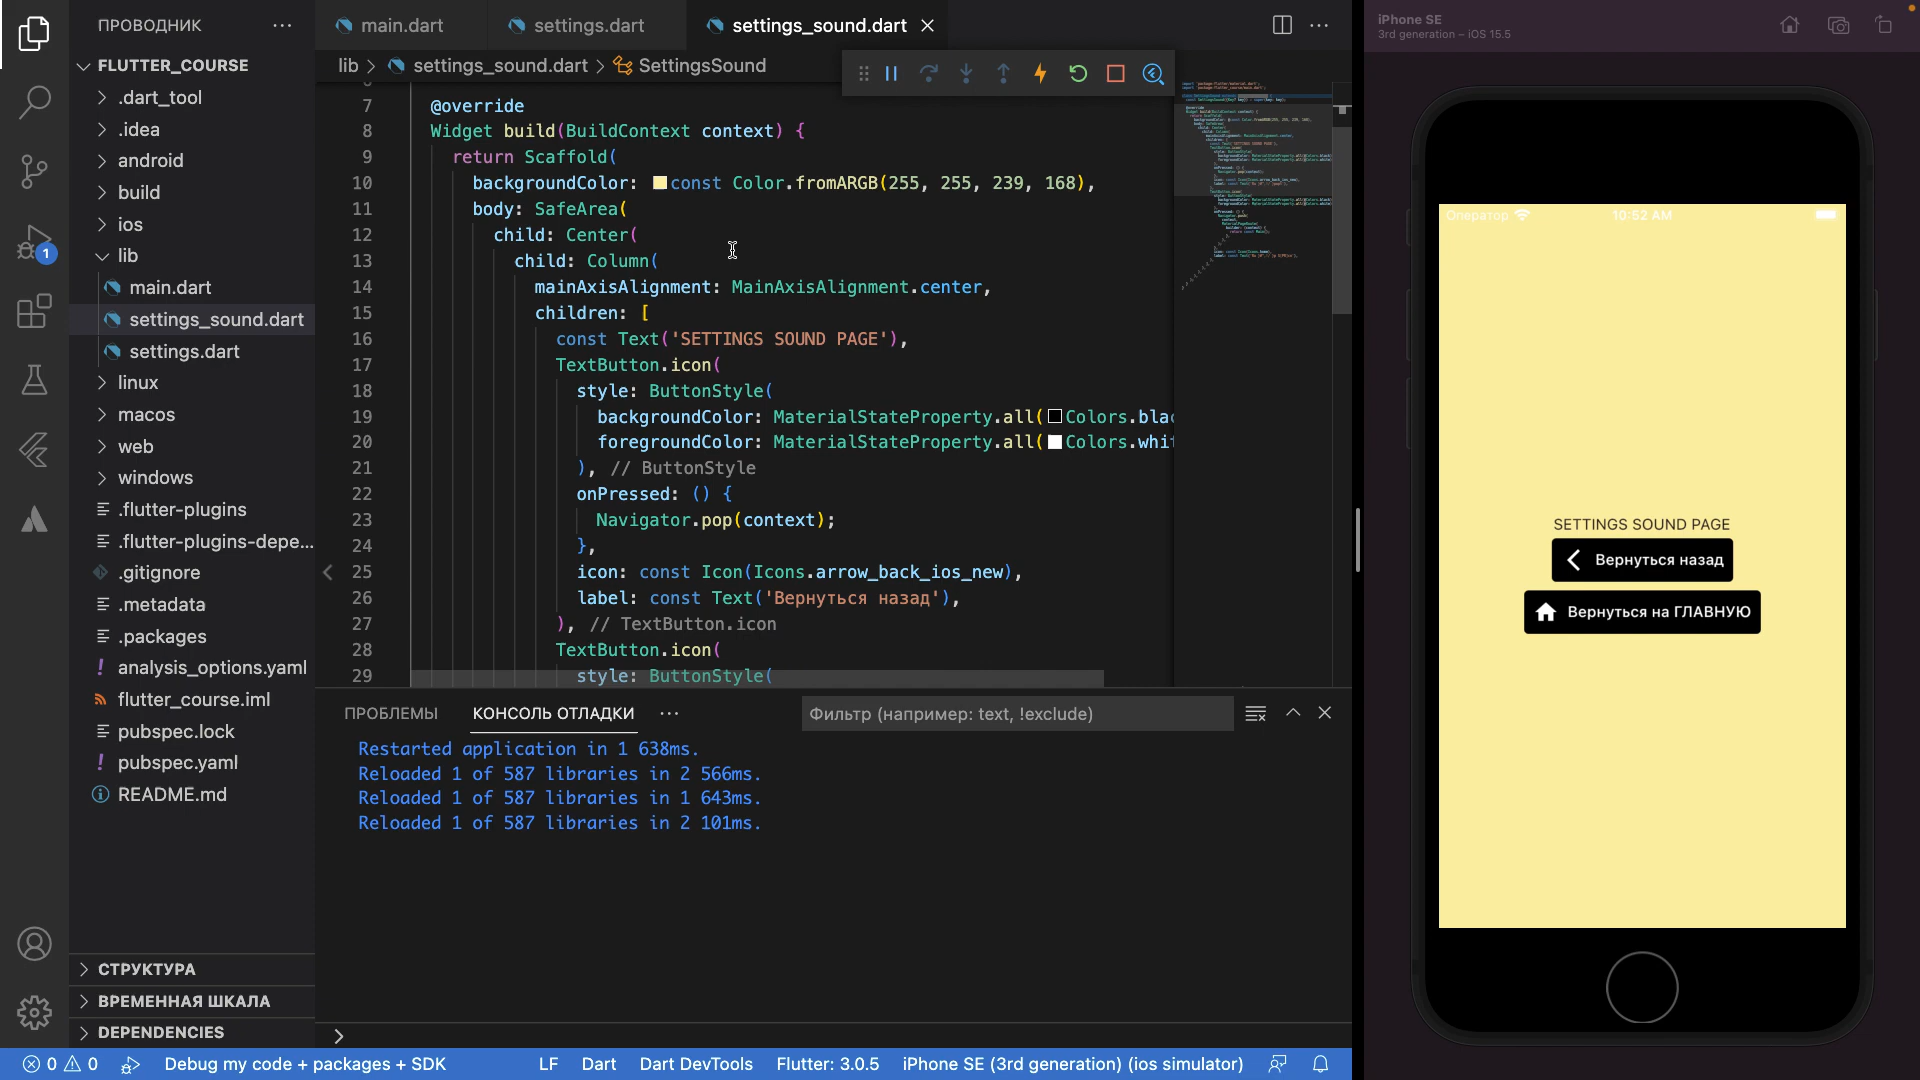 ПРОВОДНИК
FLUTTER_COURSE
.dart_tool
.idea
android
build
ios
lib
main.dart
settings_sound.dart
settings.dart
linux
macos
web
windows
.flutter-plugins
.flutter-plugins-depe...
.gitignore
.metadata
.packages
analysis_options.yaml
flutter_course.iml
pubspec.lock
pubspec.yaml
README.md
СТРУКТУРА
ВРЕМЕННАЯ ШКАЛА
DEPENDENCIES
1
main.dart
settings.dart
settings_sound.dart
lib > settings_sound.dart > SettingsSound
7 @override
8 Widget build(BuildContext context) {
9 return Scaffold(
10 backgroundColor: const Color.fromARGB(255, 255, 239, 168),
11 body: SafeArea(
12 child: Center(
13 child: Column(
14 mainAxisAlignment: MainAxisAlignment.center,
15 children: [
16 const Text('SETTINGS SOUND PAGE'),
17 TextButton.icon(
18 style: ButtonStyle(
19 backgroundColor: MaterialStateProperty.all(Colors.blac
20 foregroundColor: MaterialStateProperty.all(Colors.whit
21 ), // ButtonStyle
22 onPressed: () {
23 Navigator.pop(context);
24 },
25 icon: const Icon(Icons.arrow_back_ios_new),
26 label: const Text('Вернуться назад'),
27 ), // TextButton.icon
28 TextButton.icon(
29 style: ButtonStyle(
ПРОБЛЕМЫ
КОНСОЛЬ ОТЛАДКИ
Фильтр (например: text, !exclude)
Restarted application in 1 638ms.
Reloaded 1 of 587 libraries in 2 566ms.
Reloaded 1 of 587 libraries in 1 643ms.
Reloaded 1 of 587 libraries in 2 101ms.
0 0 Debug my code + packages + SDK LF Dart Dart DevTools Flutter: 3.0.5 iPhone SE (3rd generation) (ios simulator)
iPhone SE
3rd generation – iOS 15.5
Оператор 10:52 AM
SETTINGS SOUND PAGE
Вернуться назад
Вернуться на ГЛАВНУЮ